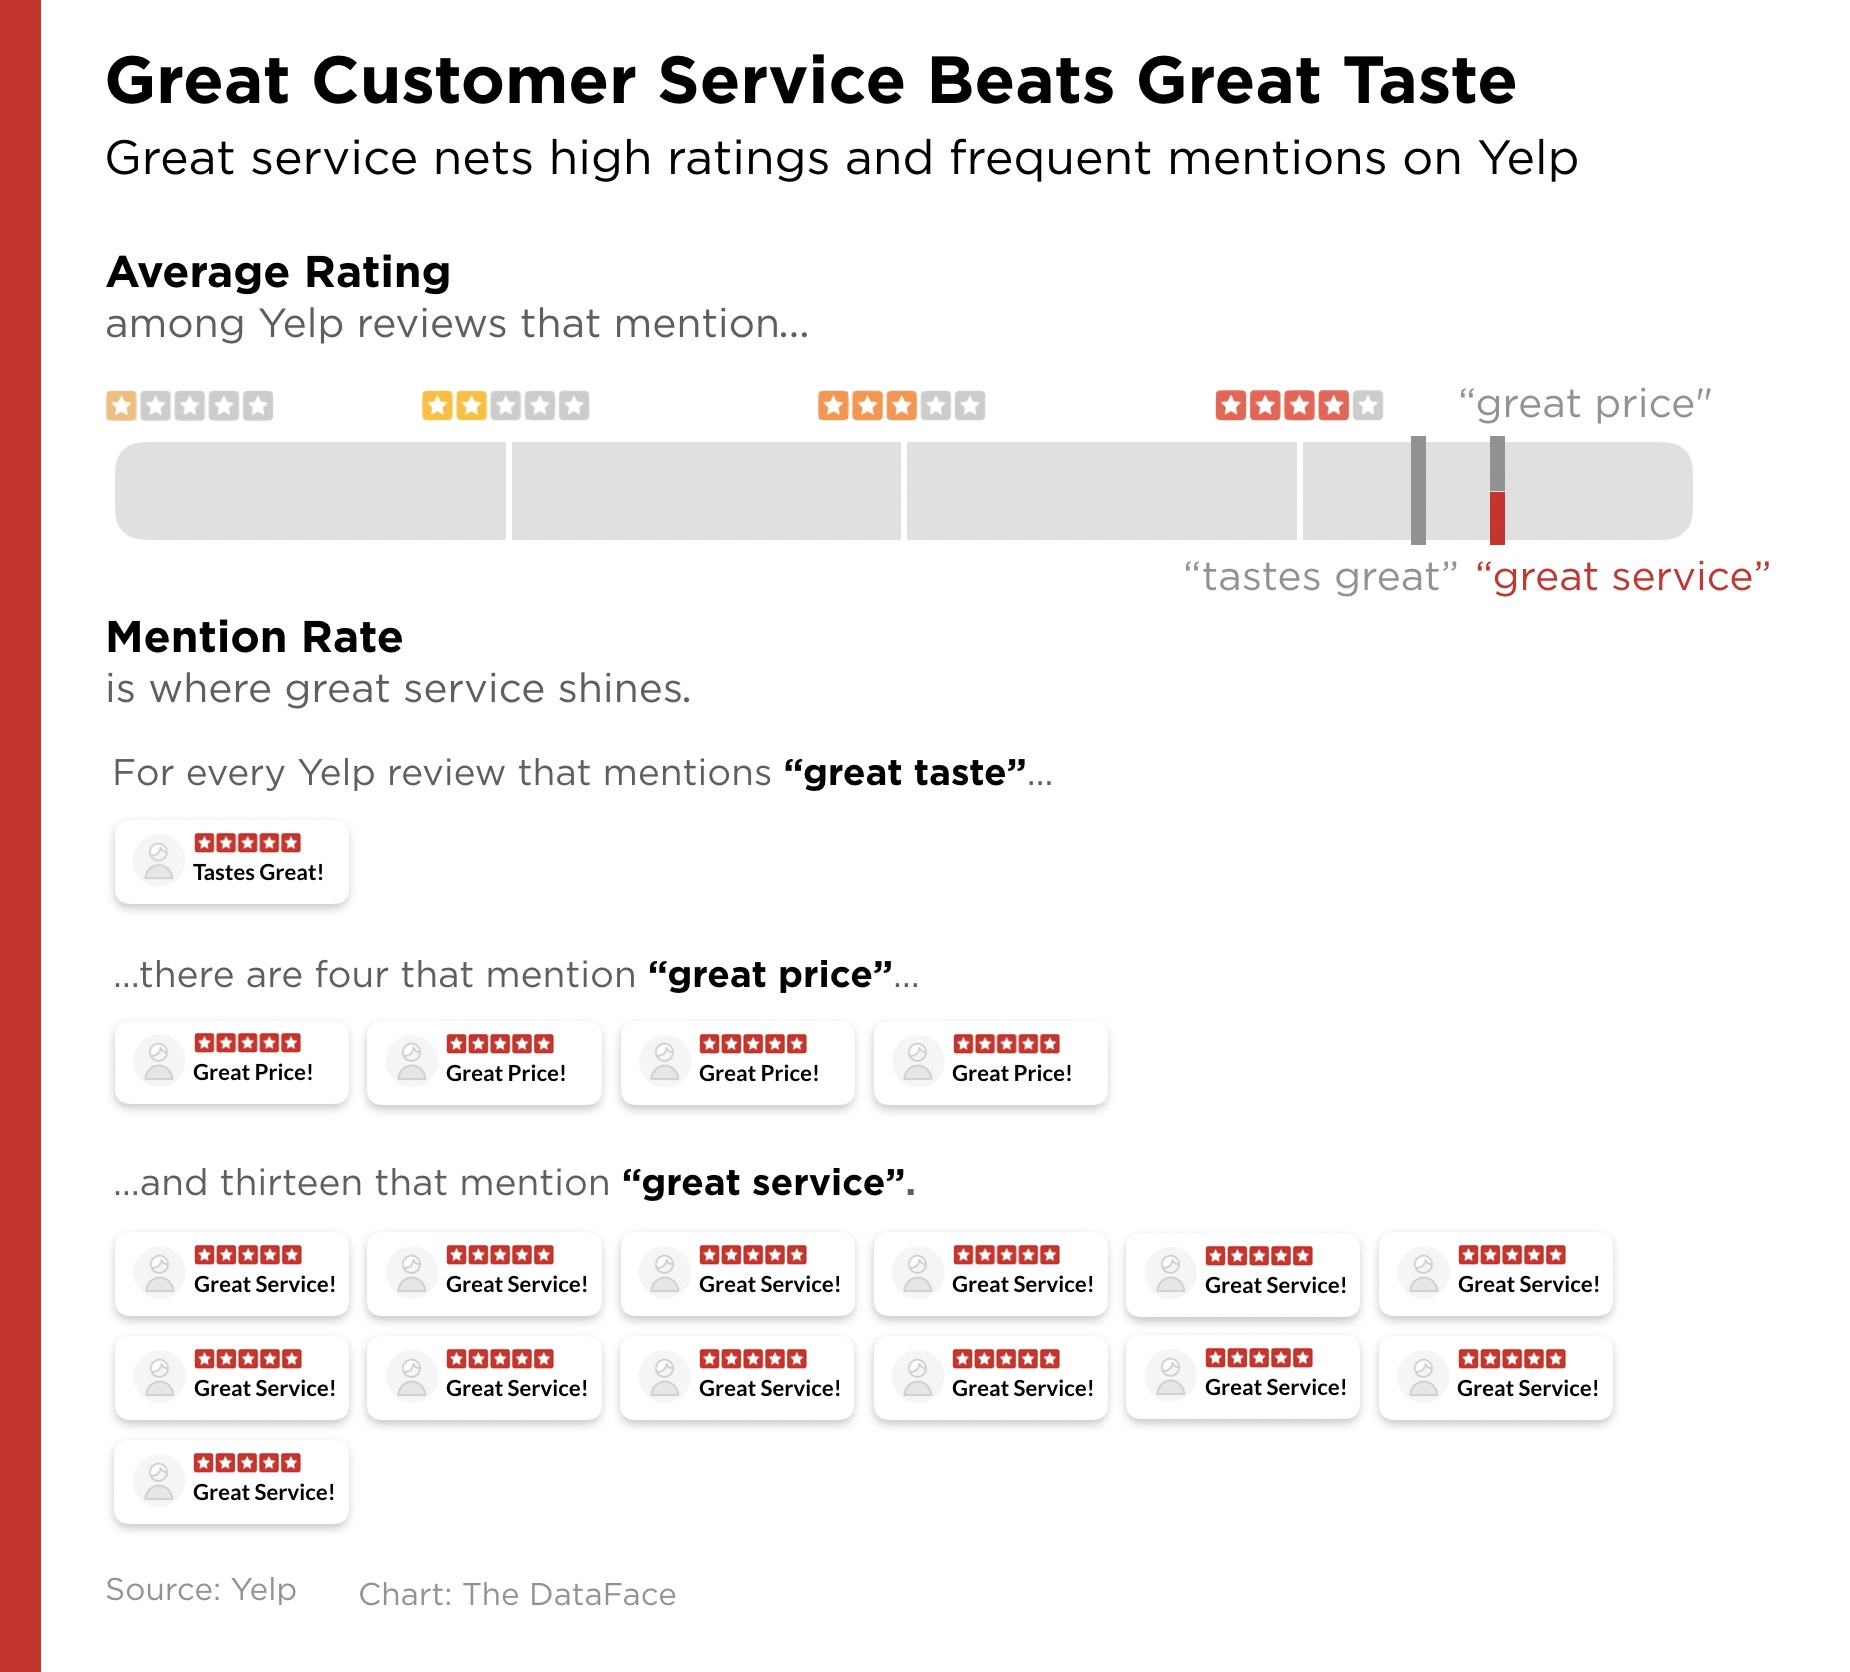 Great Customer Service Beats Great Taste
Great service nets high ratings and frequent mentions on Yelp
Average Rating
among Yelp reviews that mention...
“great price"
“tastes great” “great service”
Mention Rate
is where great service shines.
For every Yelp review that mentions “great taste”...
Tastes Great!
...there are four that mention “great price”...
Great Price! Great Price! Great Price! Great Price!
...and thirteen that mention “great service”.
Great Service! Great Service! Great Service! Great Service! Great Service! Great Service!
Great Service! Great Service! Great Service! Great Service! Great Service! Great Service!
Great Service!
Source: Yelp Chart: The DataFace